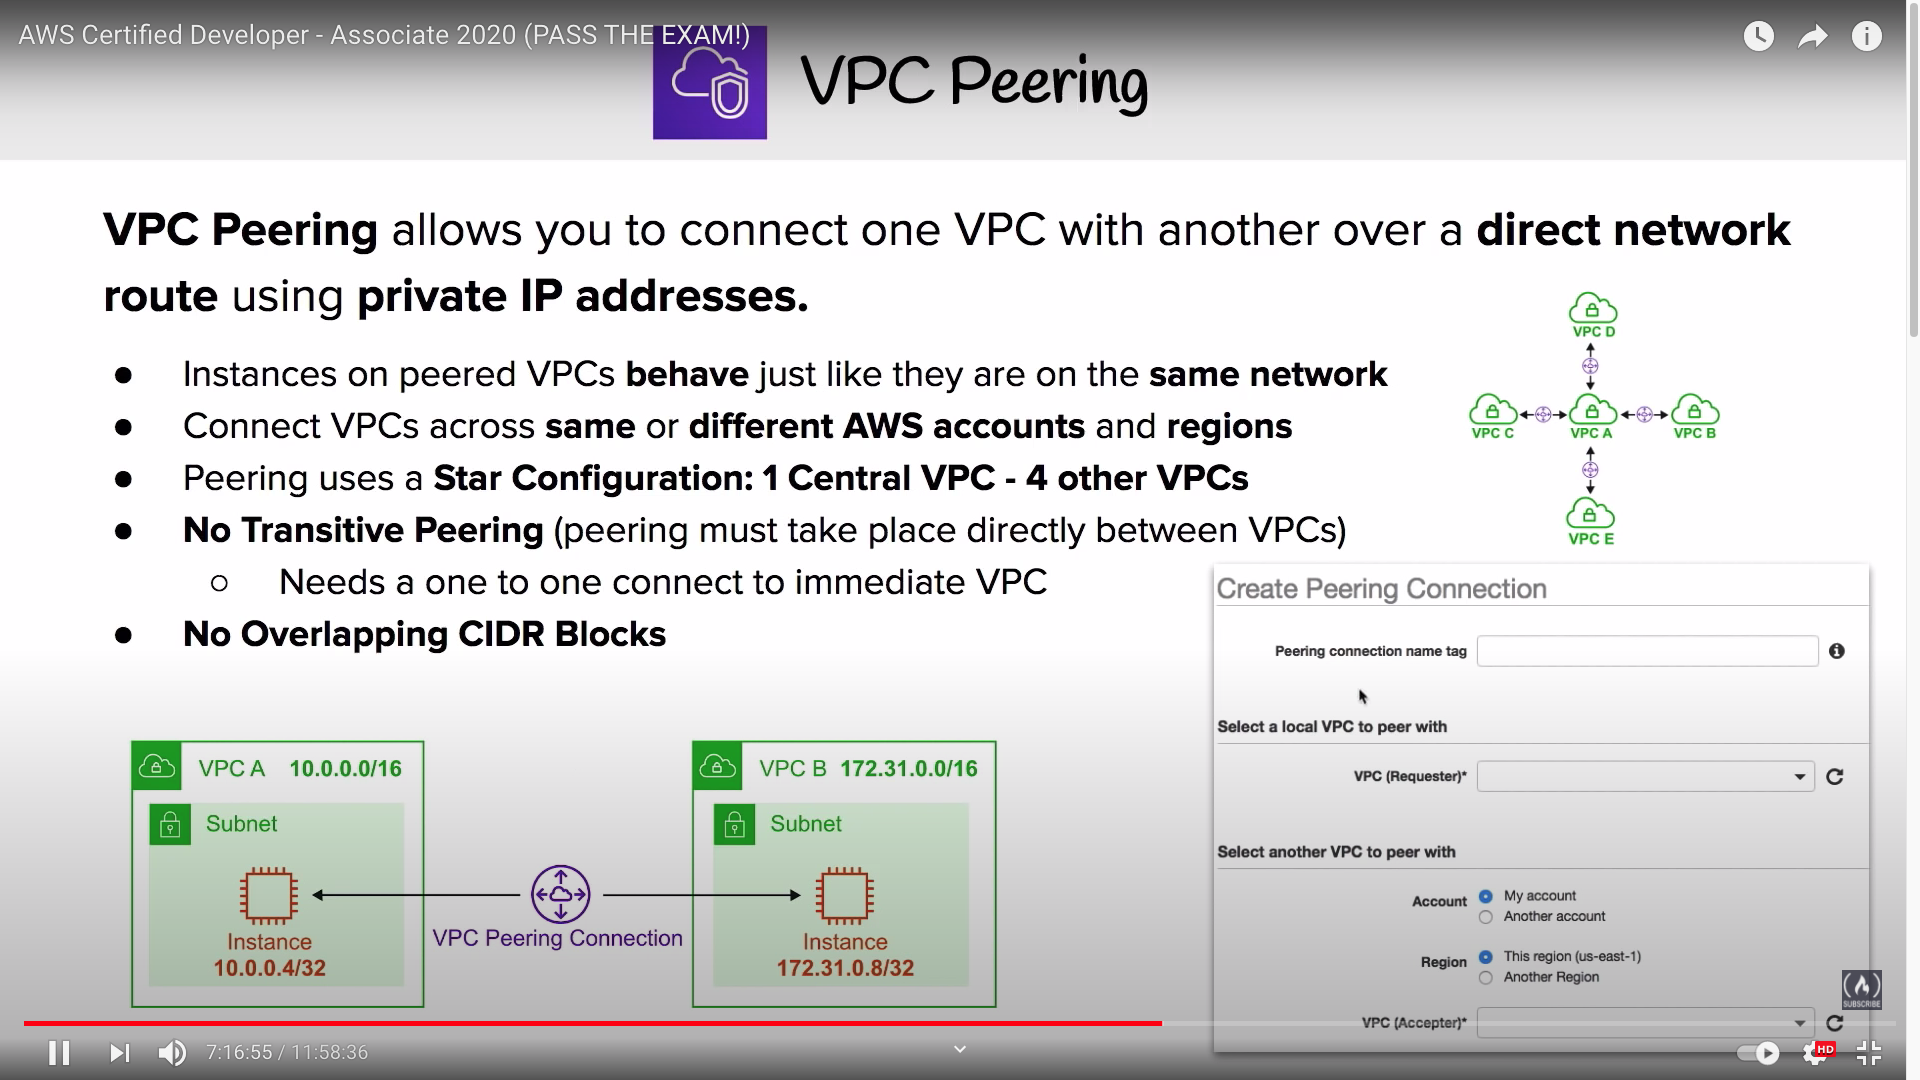 AWS Certified Developer - Associate 2020 (PASS THE EXAM!)
VPC Peering
VPC Peering allows you to connect one VPC with another over a direct network
route using private IP addresses.
● Instances on peered VPCs behave just like they are on the same network
● Connect VPCs across same or different AWS accounts and regions
● Peering uses a Star Configuration: 1 Central VPC - 4 other VPCs
● No Transitive Peering (peering must take place directly between VPCs)
○ Needs a one to one connect to immediate VPC
● No Overlapping CIDR Blocks
VPC D
VPC C
VPC A
VPC B
VPC E
VPC A 10.0.0.0/16
Subnet
Instance
10.0.0.4/32
VPC Peering Connection
VPC B 172.31.0.0/16
Subnet
Instance
172.31.0.8/32
Create Peering Connection
Peering connection name tag
Select a local VPC to peer with
VPC (Requester)*
Select another VPC to peer with
Account
My account
Another account
Region
This region (us-east-1)
Another Region
VPC (Accepter)*
SUBSCRIBE
7:16:55 / 11:58:36
HD